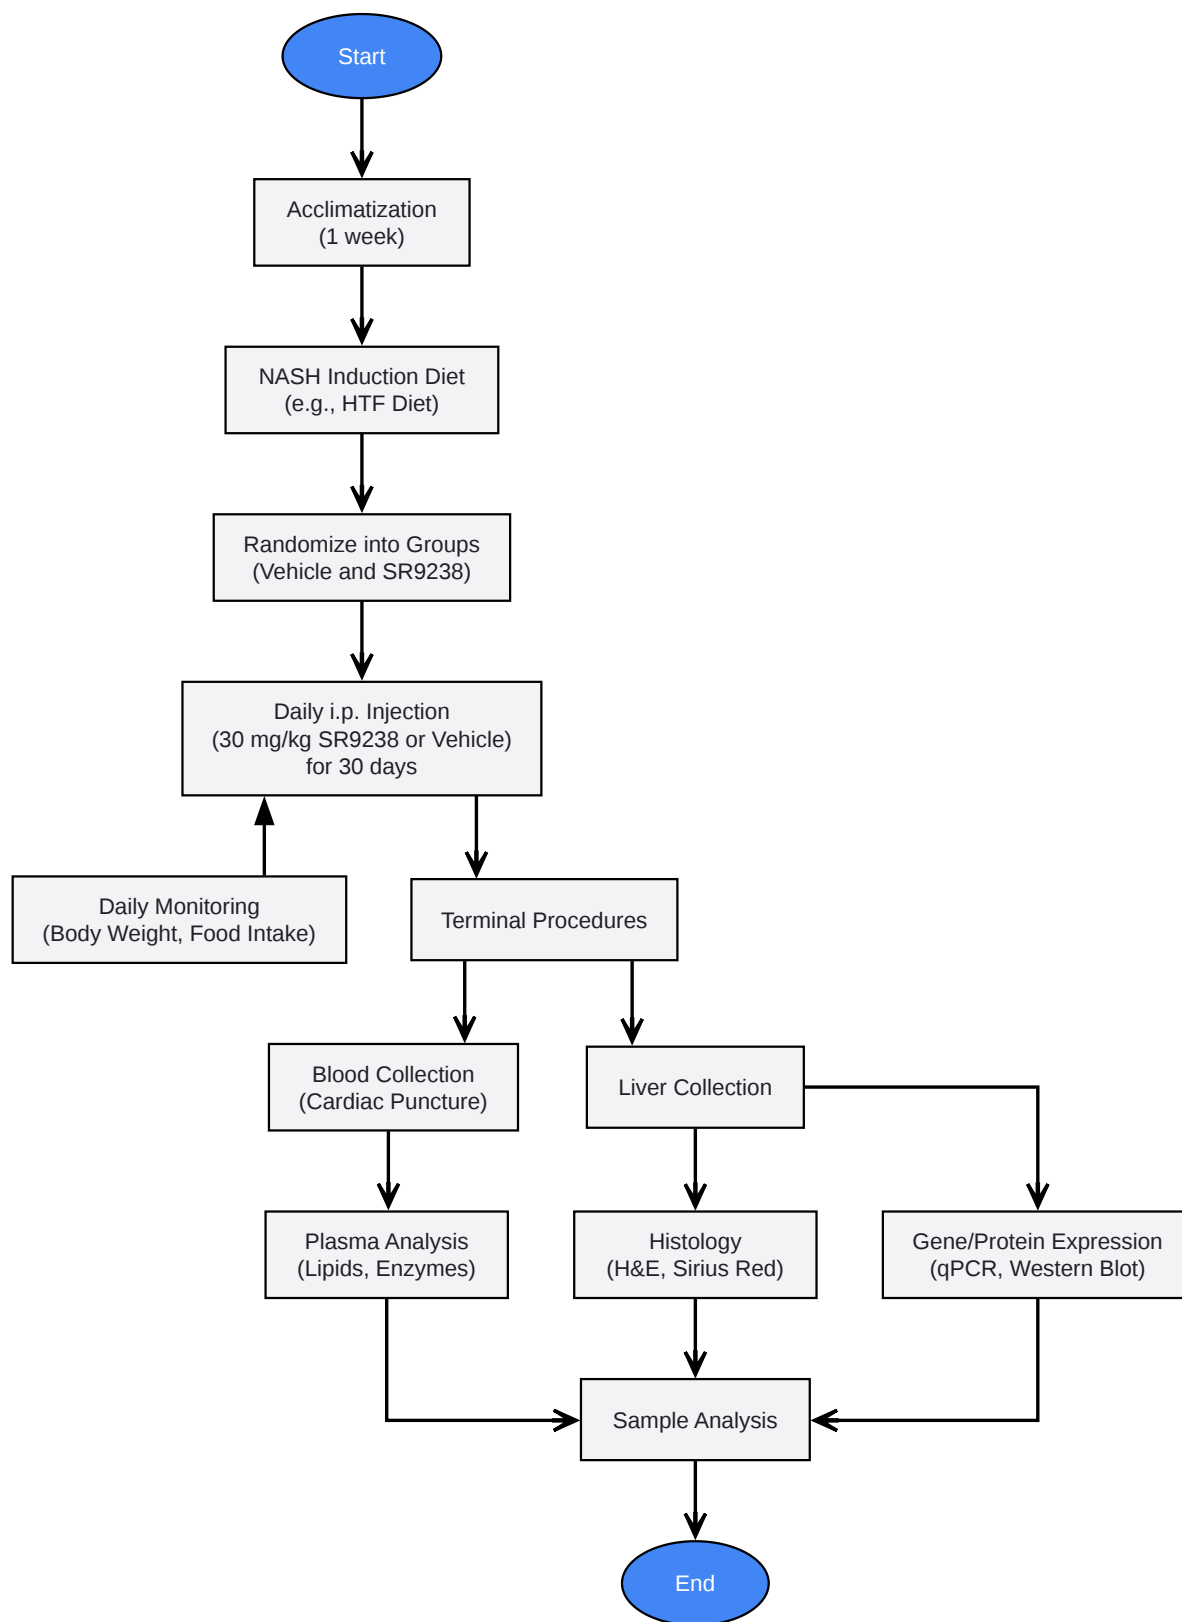 Start
Acclimatization
(1 week)
NASH Induction Diet
(e.g., HTF Diet)
Randomize into Groups
(Vehicle and SR9238)
Daily i.p. Injection
(30 mg/kg SR9238 or Vehicle)
for 30 days
Daily Monitoring
(Body Weight, Food Intake)
Terminal Procedures
Blood Collection
(Cardiac Puncture)
Liver Collection
Plasma Analysis
(Lipids, Enzymes)
Histology
(H&E, Sirius Red)
Gene/Protein Expression
(qPCR, Western Blot)
Sample Analysis
End